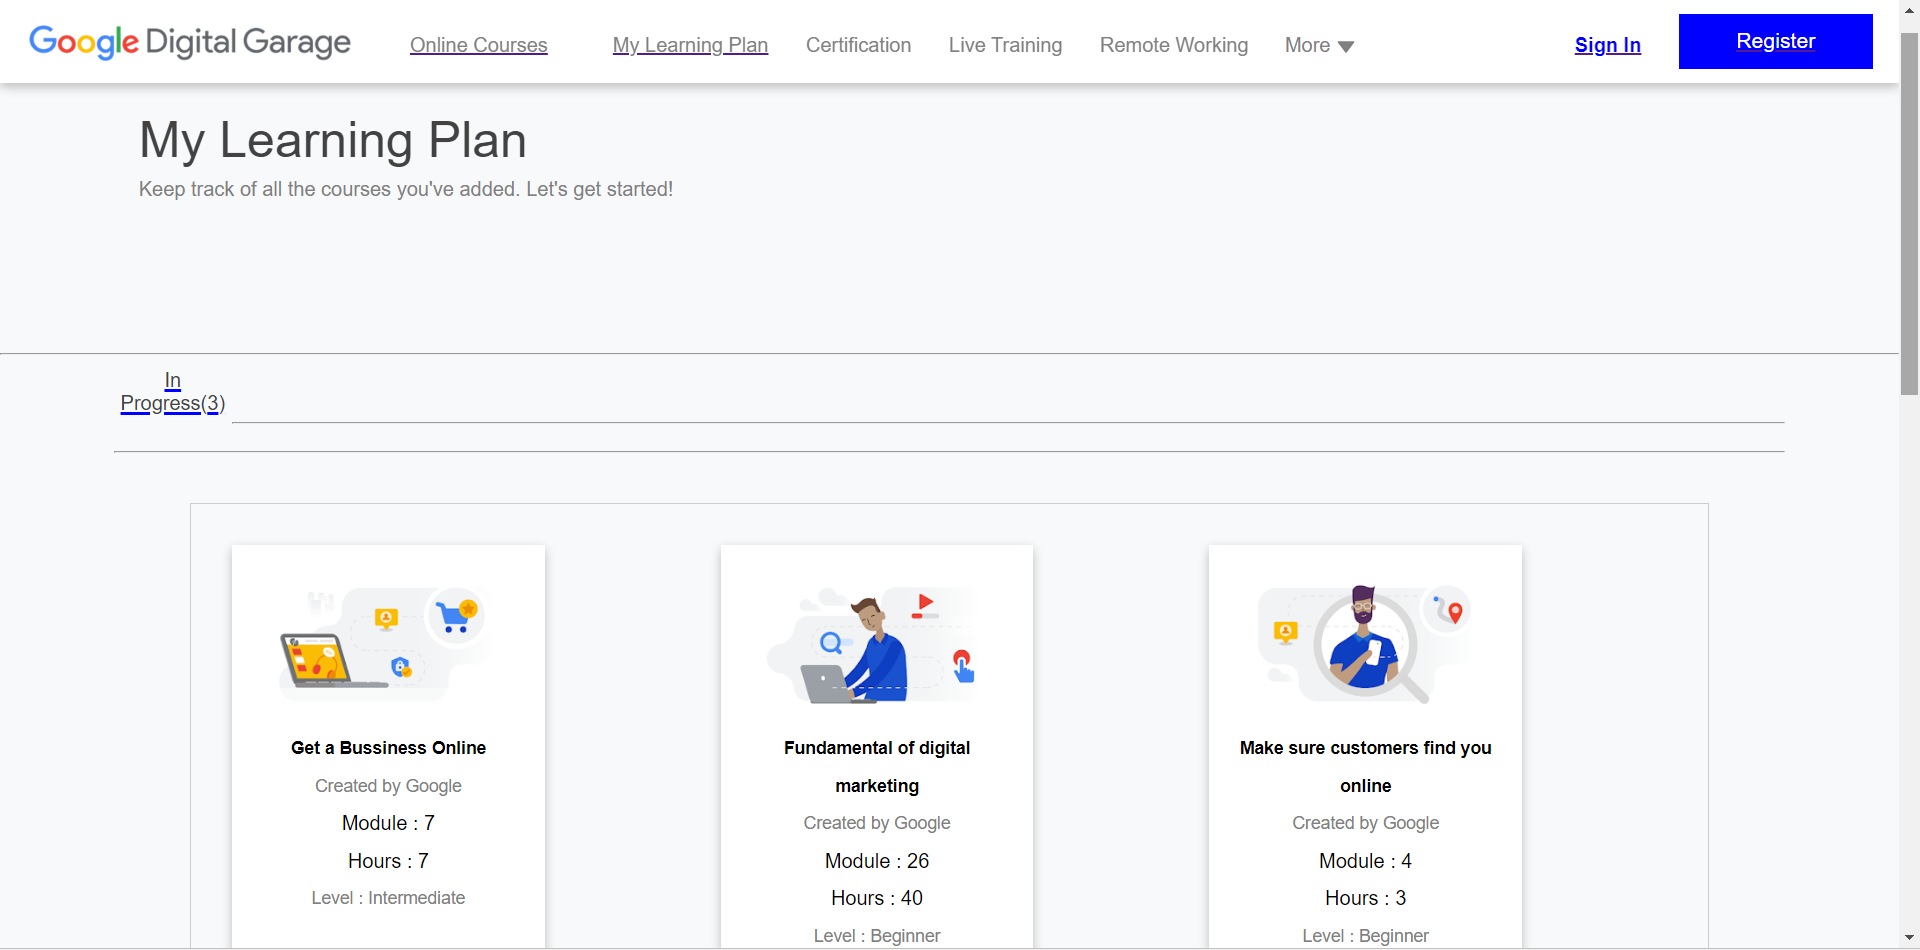 Google Digital Garage
Online Courses
My Learning Plan
Certification
Live Training
Remote Working
More
Sign In
Register
My Learning Plan
Keep track of all the courses you've added. Let's get started!
In
Progress(3)
Get a Bussiness Online
Created by Google
Module : 7
Hours : 7
Level : Intermediate
Fundamental of digital
marketing
Created by Google
Module : 26
Hours : 40
Level : Beginner
Make sure customers find you
online
Created by Google
Module : 4
Hours : 3
Level : Beginner